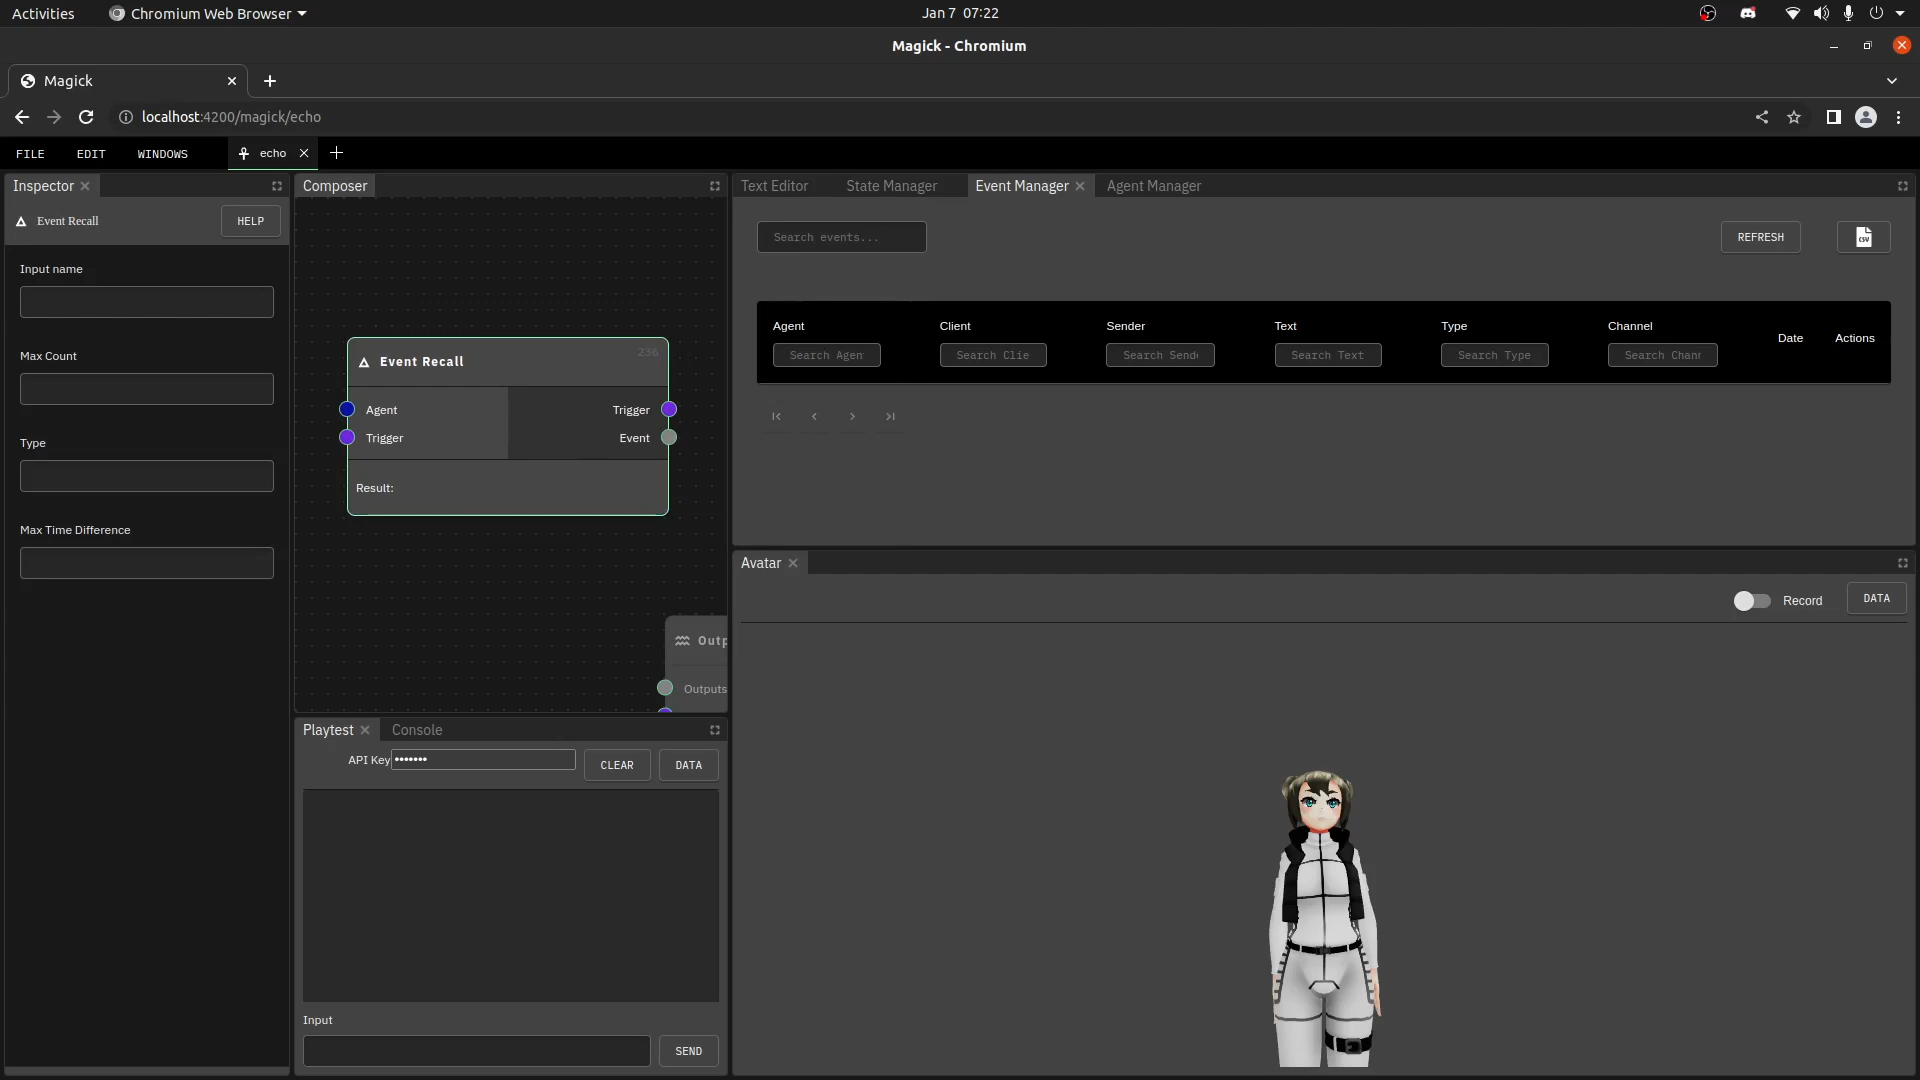 Activities
Chromium Web Browser
Jan 7 07:22
Magick - Chromium
Magick
localhost:4200/magick/echo
FILE EDIT WINDOWS echo
Inspector
Event Recall HELP
Input name
Max Count
Type
Max Time Difference
Composer
236
Event Recall
Agent Trigger
Trigger Event
Result:
Outp
Outputs
Playtest Console
API Key ••••••• CLEAR DATA
Input
SEND
Text Editor State Manager Event Manager Agent Manager
Search events... REFRESH CSV
Agent Client Sender Text Type Channel Date Actions
Search Agen Search Clie Search Send Search Text Search Type Search Chann
Avatar
Record DATA